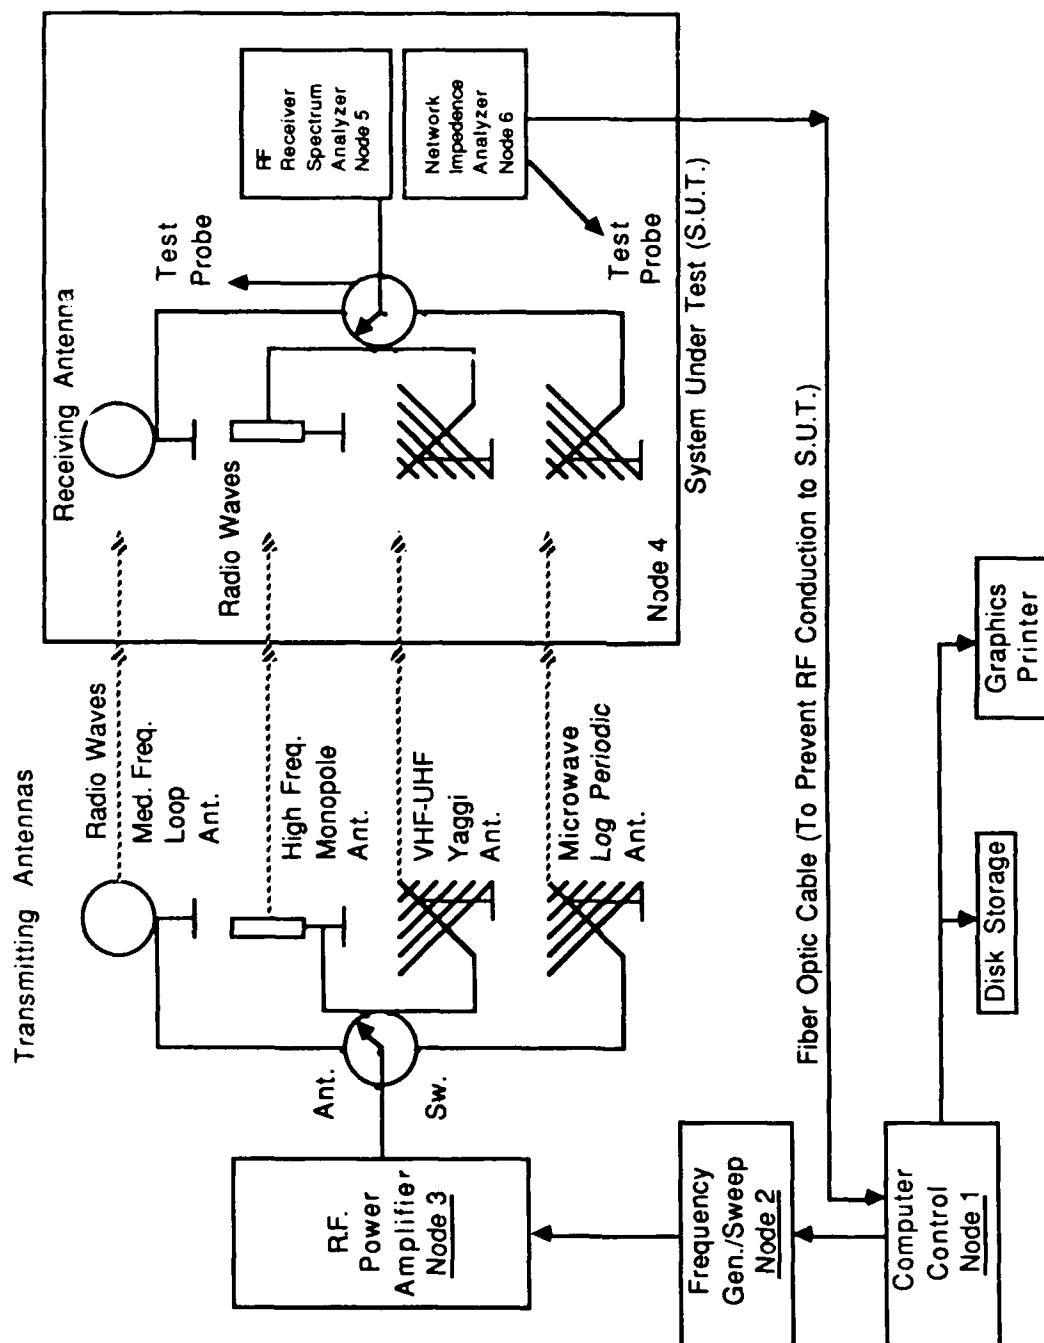 Transmitting Antennas
Radio Waves
Med. Freq.
Loop
Ant.
High Freq.
Monopole
Ant.
VHF-UHF
Yaggi
Ant.
Microwave
Log Periodic
Ant.
Ant.
Sw.
R.F.
Power
Amplifier
Node 3
Frequency
Gen./Sweep
Node 2
Computer
Control
Node 1
Disk Storage
Graphics
Printer
Fiber Optic Cable (To Prevent RF Conduction to S.U.T.)
Receiving Antenna
Radio Waves
Node 4
Test
Probe
RF
Receiver
Spectrum
Analyzer
Node 5
Network
Impedence
Analyzer
Node 6
Test
Probe
System Under Test (S.U.T.)